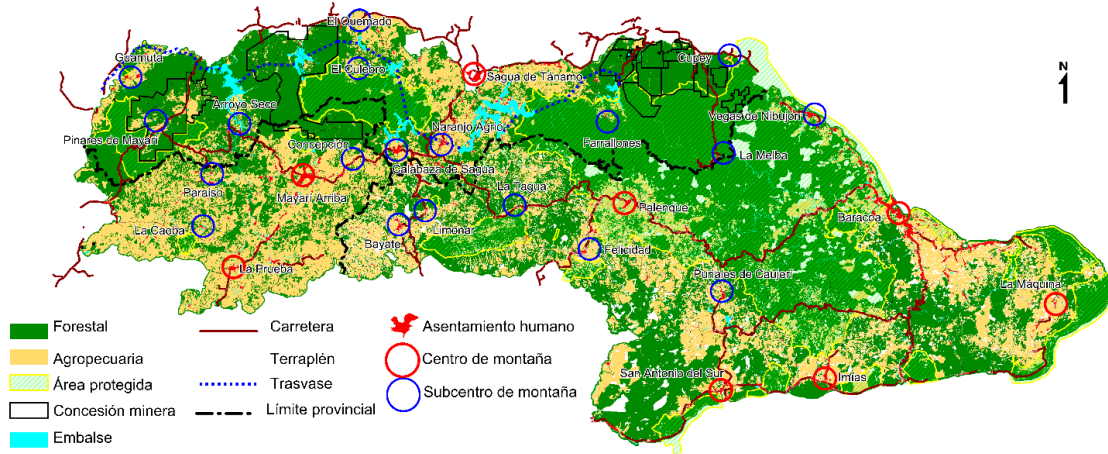 El Quemado
Guamuta
El Culebro
Sagua de Tánamo
Cupey
N
Arroyo Seco
Pinares de Mayarí
Vegas de Nibujón
Naranjo Agrio
Farrallones
Concepción
La Melba
Calabaza de Sagua
Mayarí Arriba
Paraíso
La Tagua
Palenque
Baracoa
La Caoba
Limonar
Bayate
Felicidad
La Prueba
Puriales de Caujerí
La Máquina
San Antonio del Sur
Imías
Forestal
Carretera
Asentamiento humano
Agropecuaria
Terraplén
Centro de montaña
Área protegida
Trasvase
Subcentro de montaña
Concesión minera
Límite provincial
Embalse